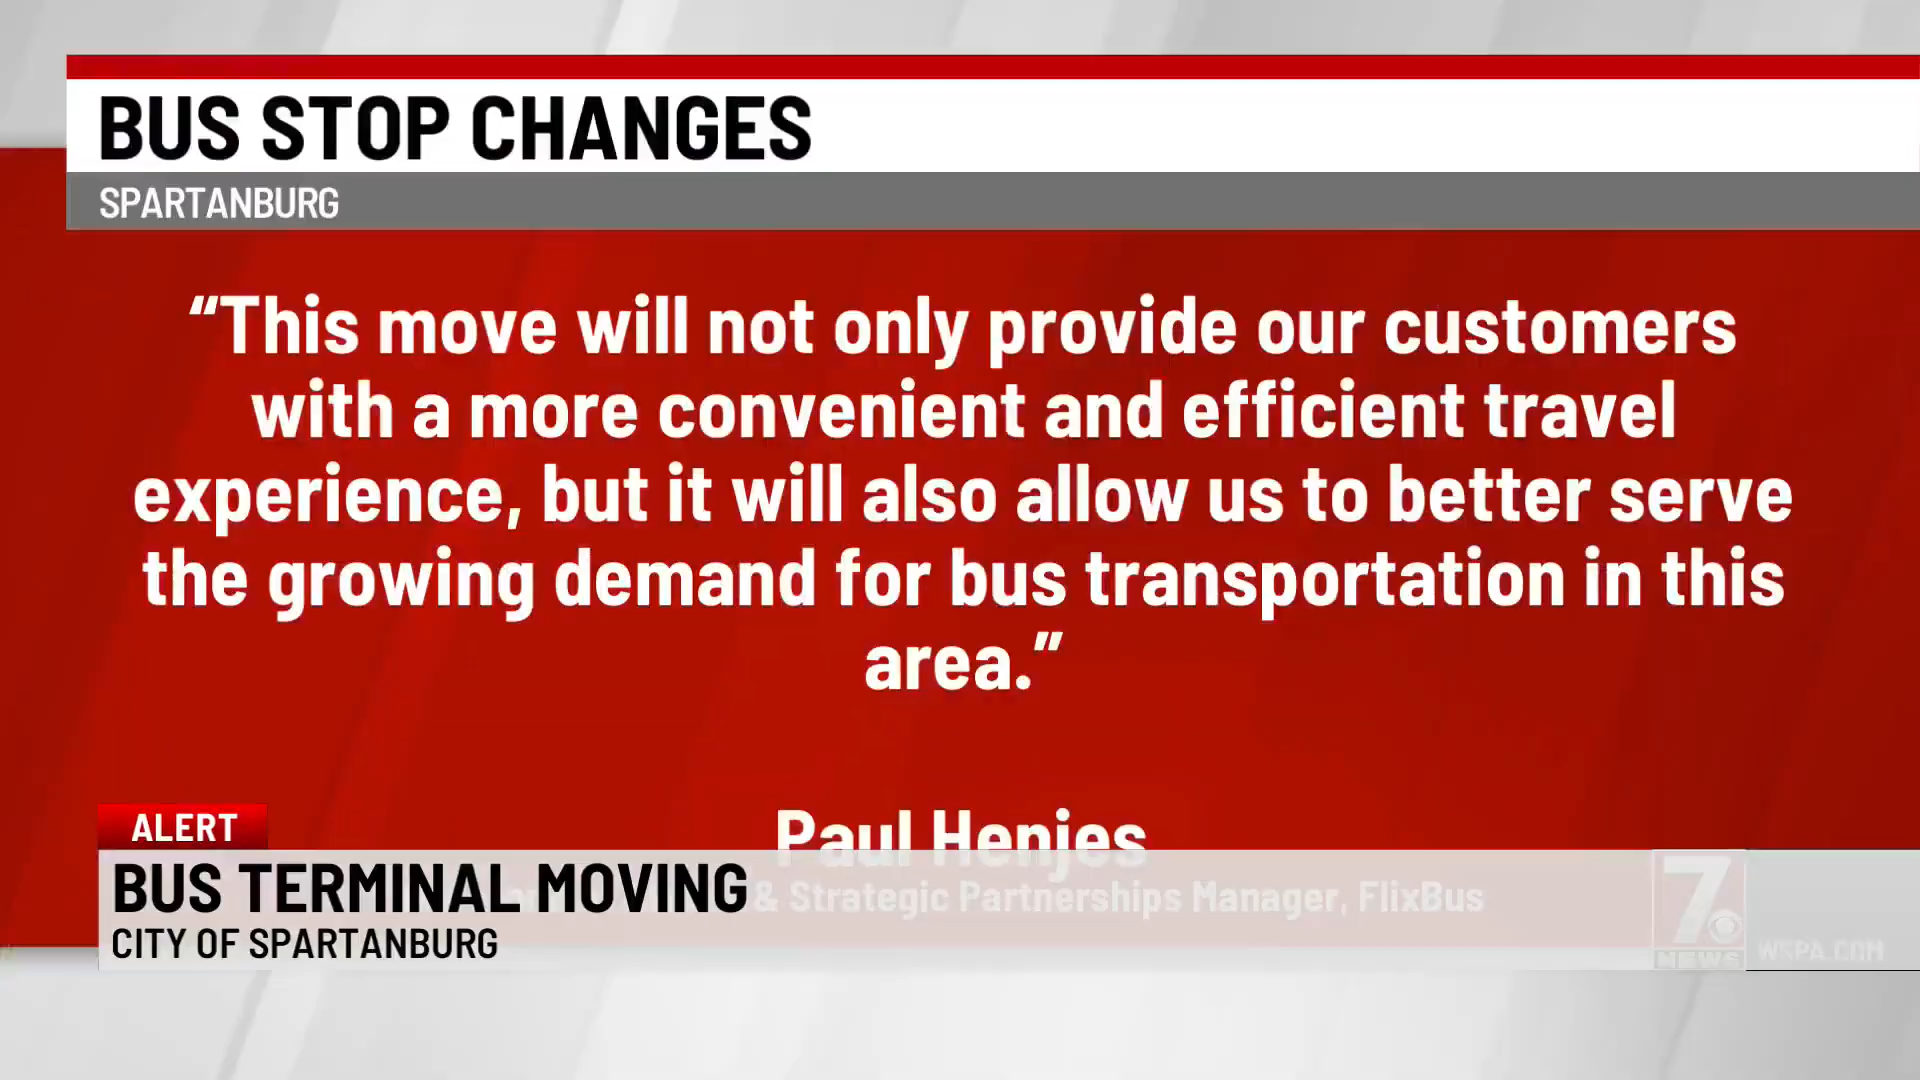 BUS STOP CHANGES
SPARTANBURG
“This move will not only provide our customers
with a more convenient and efficient travel
experience, but it will also allow us to better serve
the growing demand for bus transportation in this
area.”
Paul Henjes
& Strategic Partnerships Manager, FlixBus
ALERT
BUS TERMINAL MOVING
CITY OF SPARTANBURG
7
NEWS
WSPA.COM